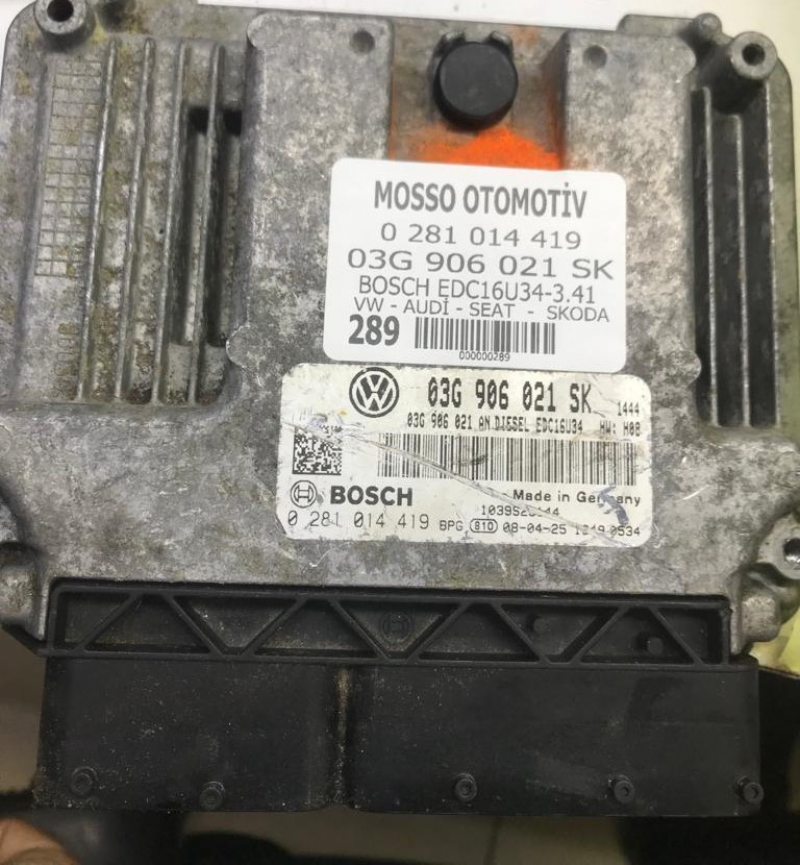 MOSSO OTOMOTİV
0 281 014 419
03G 906 021 SK
BOSCH EDC16U34-3.41
VW - AUDİ - SEAT - SKODA
289
000000289
03G 906 021 SK 1444
03G 906 021 AN DIESEL EDC16U34 HW: H08
BOSCH Made in Germany
0 281 014 419 BPG 810 08-04-25